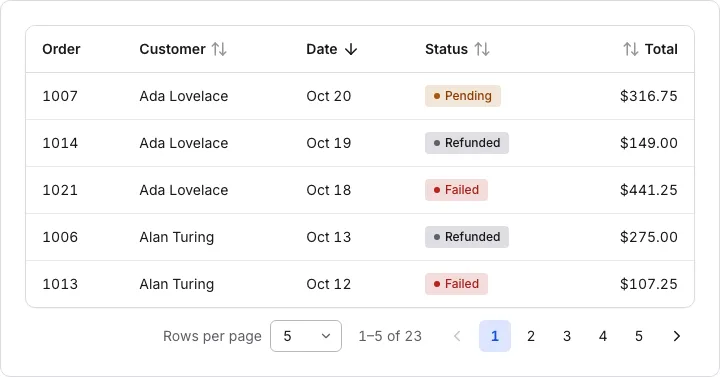 Order Customer Date Status Total
1007 Ada Lovelace Oct 20 Pending $316.75
1014 Ada Lovelace Oct 19 Refunded $149.00
1021 Ada Lovelace Oct 18 Failed $441.25
1006 Alan Turing Oct 13 Refunded $275.00
1013 Alan Turing Oct 12 Failed $107.25
Rows per page 5 1–5 of 23 1 2 3 4 5